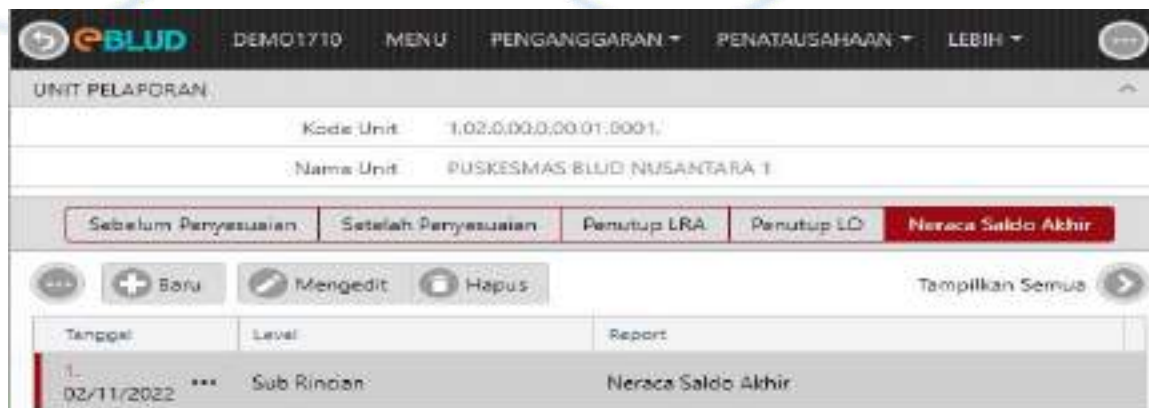 eBLUD DEMO1710 MENU PENGANGGARAN PENATAUSAHAAN LEBIH
UNIT PELAPORAN
Kode Unit 1.02.0.00.0.00.01.0001.
Nama Unit PUSKESMAS BLUD NUSANTARA 1
Sebelum Penyesuaian Setelah Penyesuaian Penutup LRA Penutup LO Neraca Saldo Akhir
Baru Mengedit Hapus Tampilkan Semua
Tanggal Level Report
1.
02/11/2022 ••• Sub Rincian Neraca Saldo Akhir